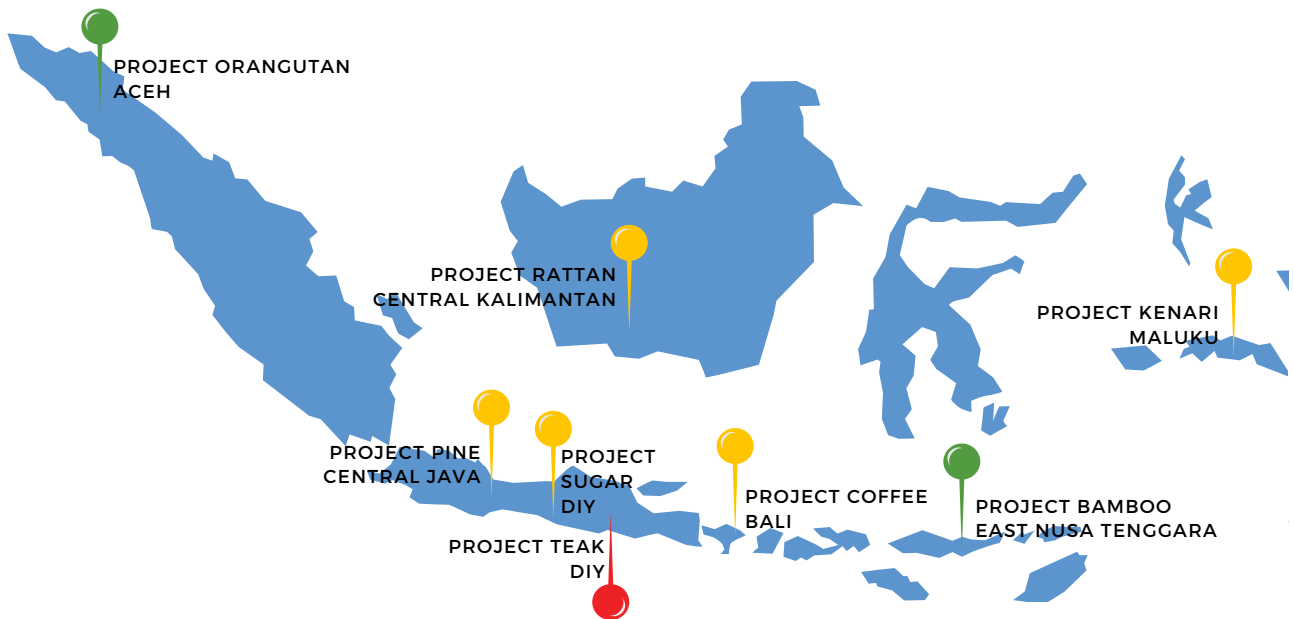 PROJECT ORANGUTAN
ACEH
PROJECT RATTAN
CENTRAL KALIMANTAN
PROJECT KENARI
MALUKU
PROJECT PINE
CENTRAL JAVA
PROJECT
SUGAR
DIY
PROJECT COFFEE
BALI
PROJECT BAMBOO
EAST NUSA TENGGARA
PROJECT TEAK
DIY